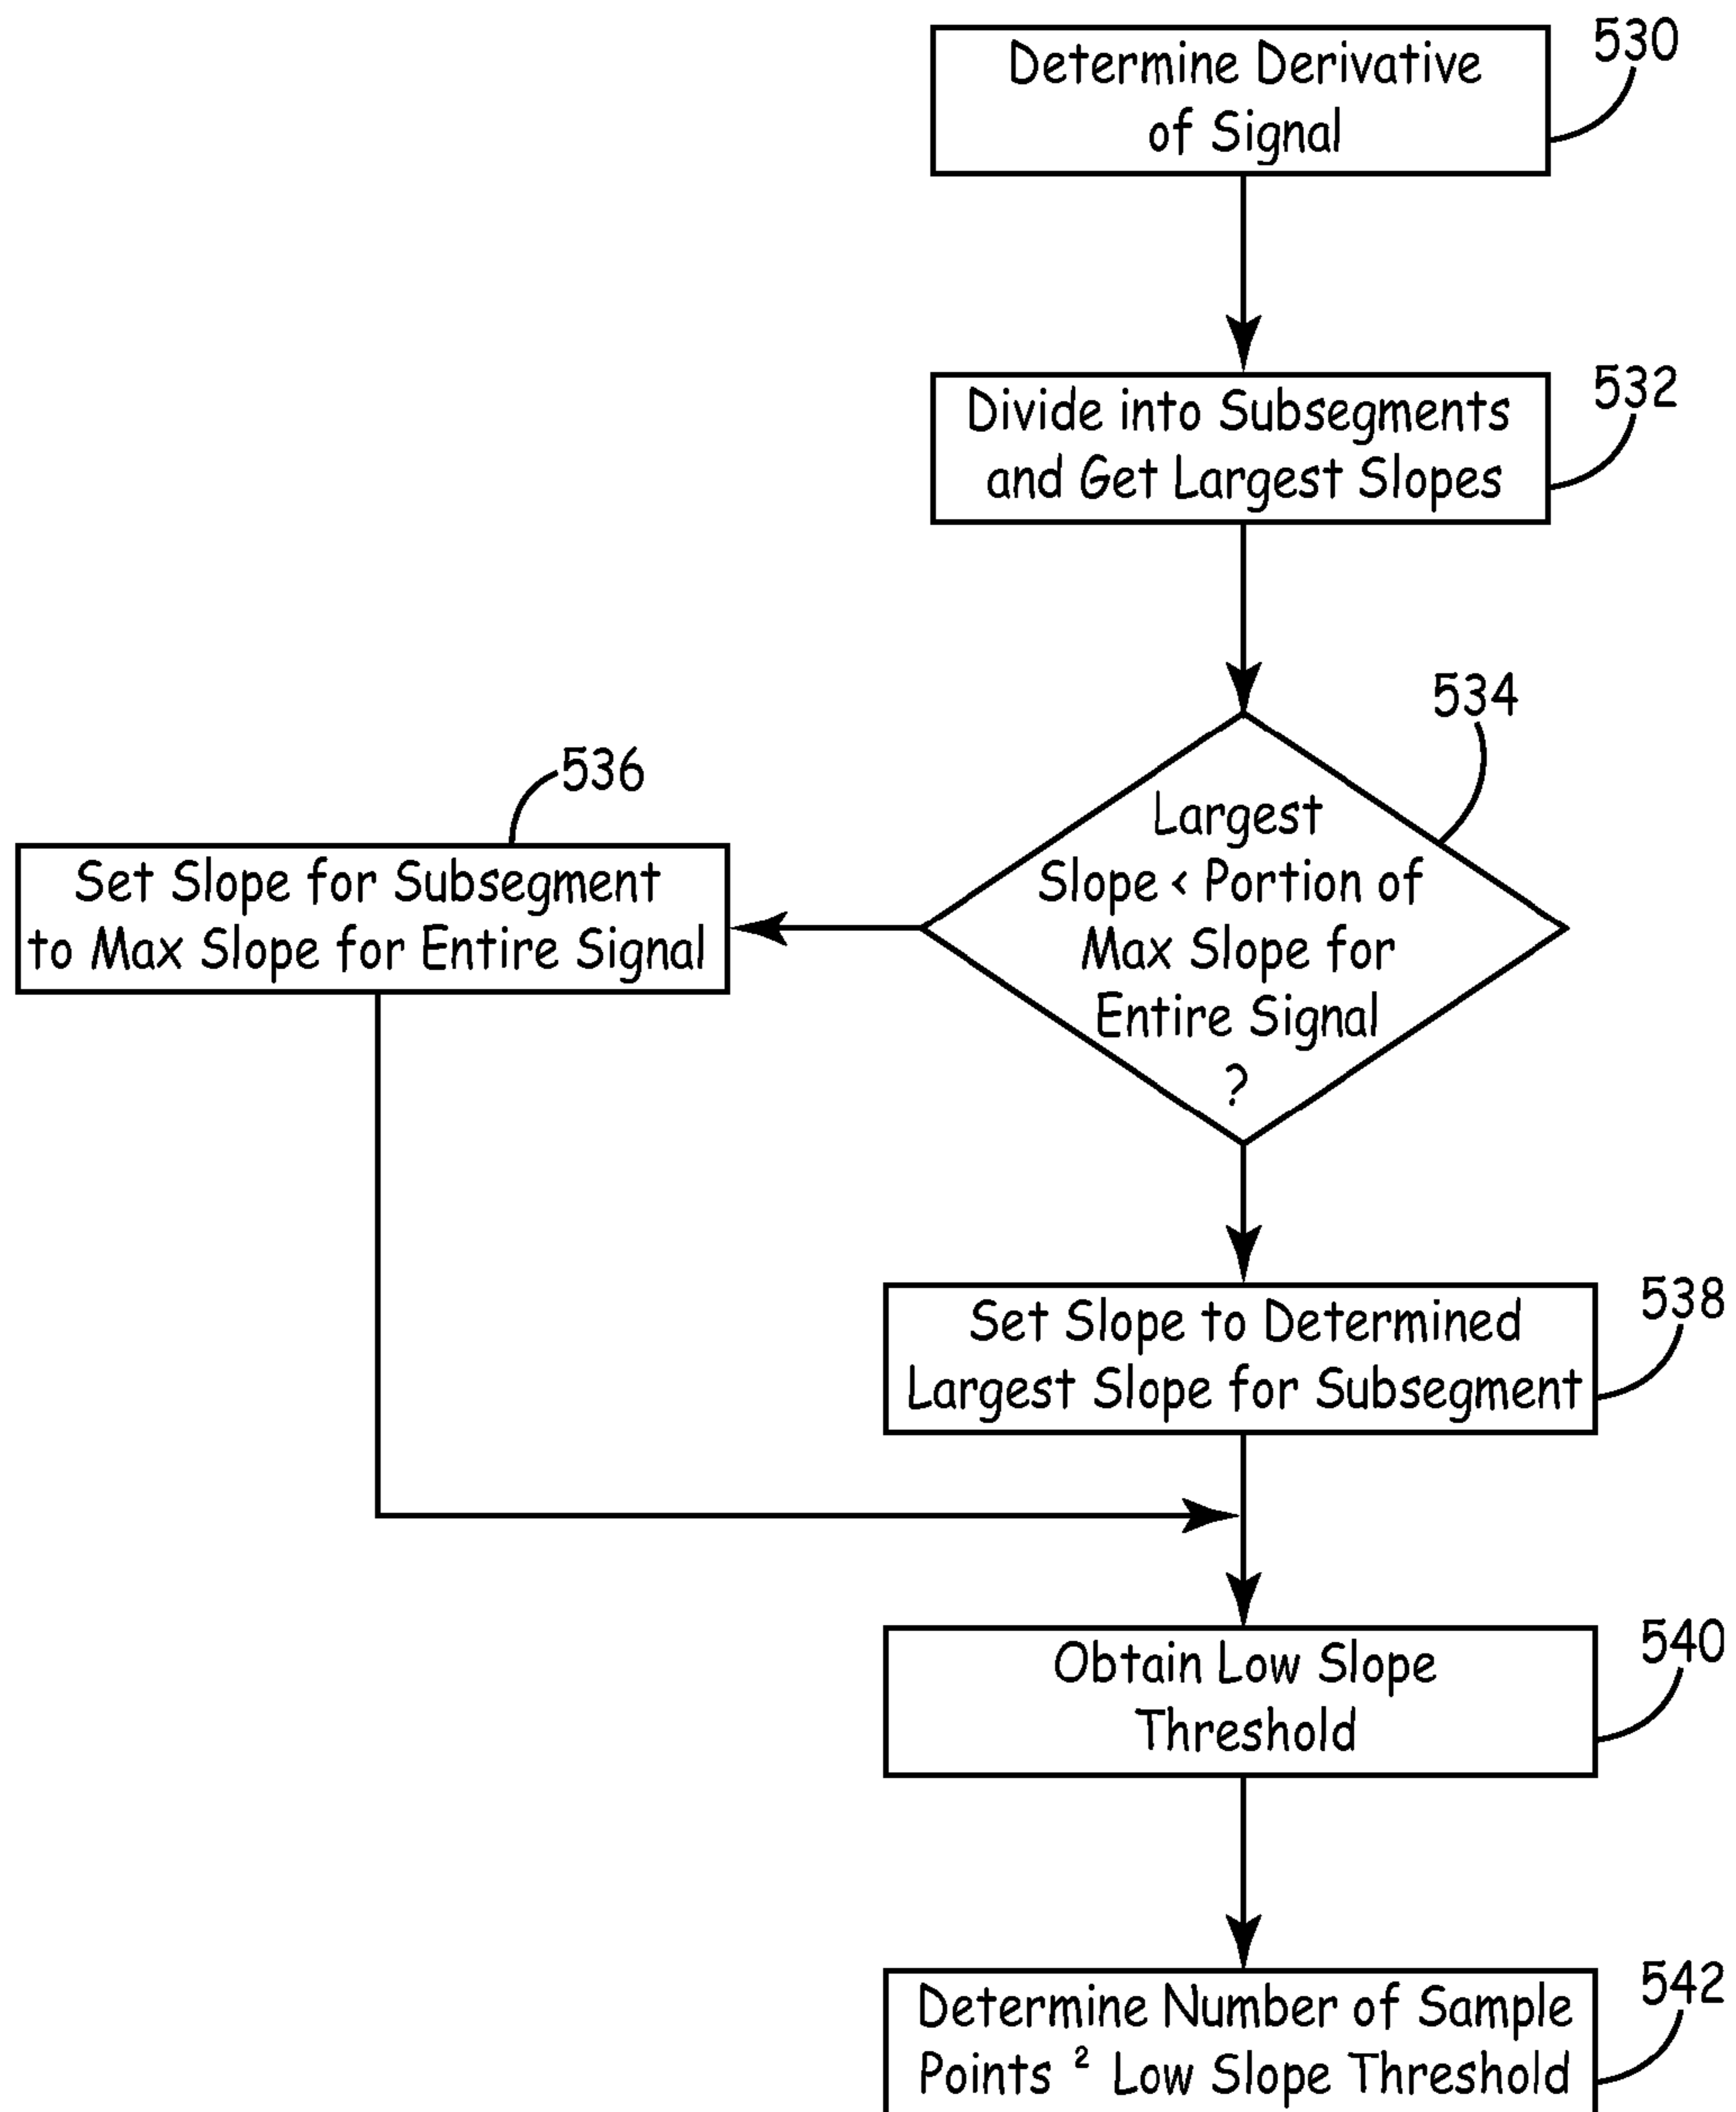 Determine Derivative
of Signal
530
Divide into Subsegments
and Get Largest Slopes
532
534
Largest
Slope < Portion of
Max Slope for
Entire Signal
?
536
Set Slope for Subsegment
to Max Slope for Entire Signal
Set Slope to Determined
Largest Slope for Subsegment
538
Obtain Low Slope
Threshold
540
Determine Number of Sample
Points ² Low Slope Threshold
542